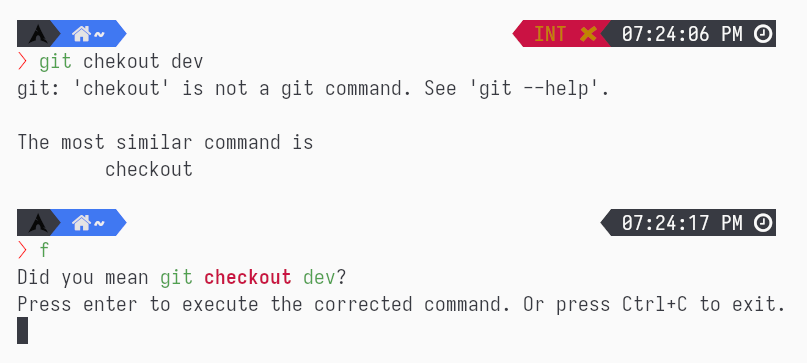 ~ INT ✖ 07:24:06 PM
❯ git chekout dev
git: 'chekout' is not a git command. See 'git --help'.
The most similar command is
checkout
~ 07:24:17 PM
❯ f
Did you mean git checkout dev?
Press enter to execute the corrected command. Or press Ctrl+C to exit.